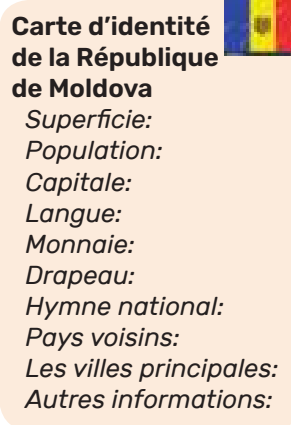 Carte d’identité
de la République
de Moldova
Superficie:
Population:
Capitale:
Langue:
Monnaie:
Drapeau:
Hymne national:
Pays voisins:
Les villes principales:
Autres informations: